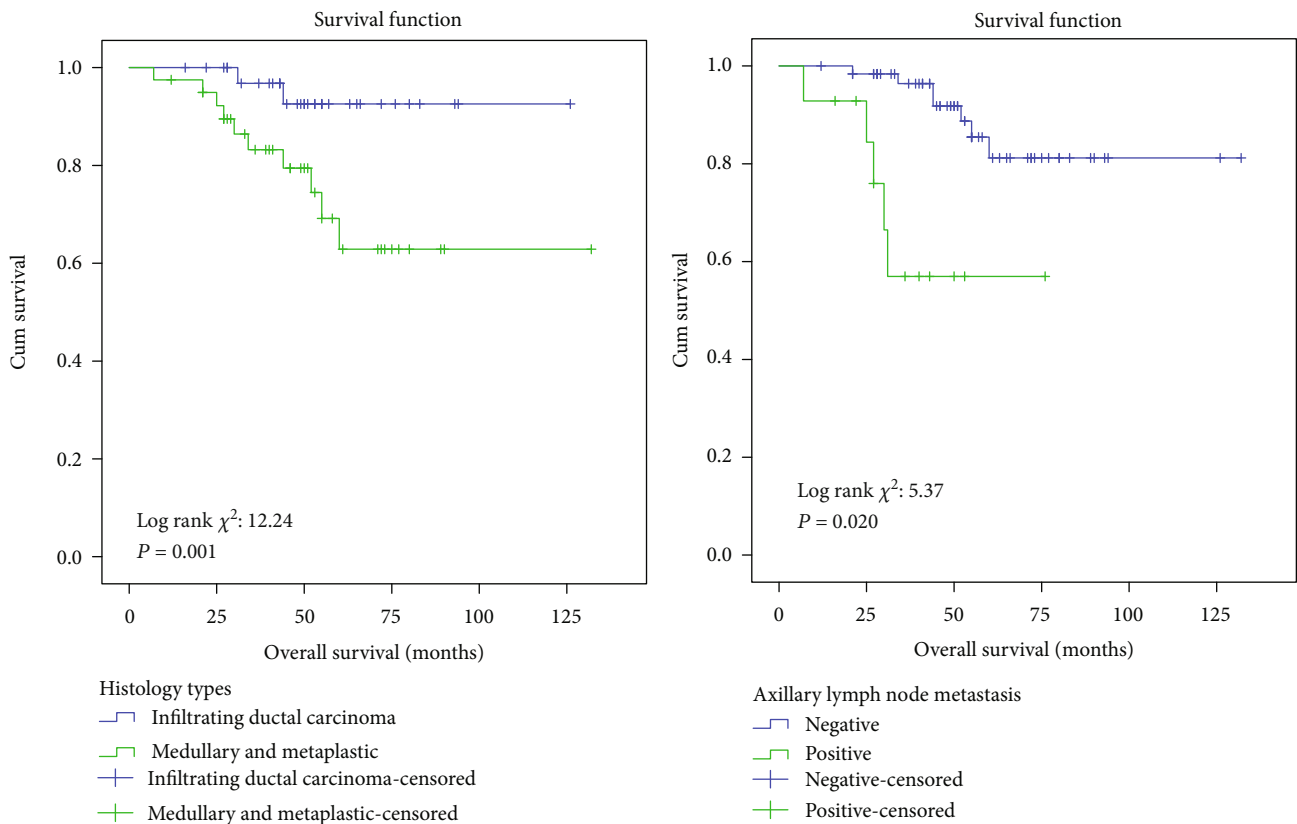 Survival function
1.0
0.8
0.6
0.4
0.2
0.0
Cum survival
Log rank χ²: 12.24
P = 0.001
0 25 50 75 100 125
Overall survival (months)
Histology types
Infiltrating ductal carcinoma
Medullary and metaplastic
Infiltrating ductal carcinoma-censored
Medullary and metaplastic-censored
Survival function
1.0
0.8
0.6
0.4
0.2
0.0
Cum survival
Log rank χ²: 5.37
P = 0.020
0 25 50 75 100 125
Overall survival (months)
Axillary lymph node metastasis
Negative
Positive
Negative-censored
Positive-censored